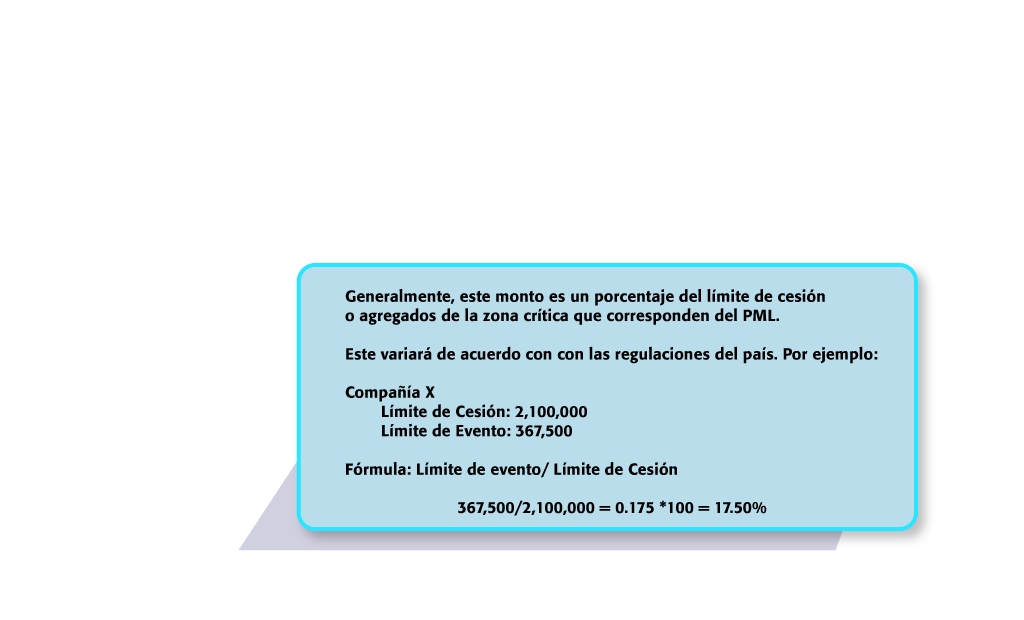 Generalmente, este monto es un porcentaje del límite de cesión
o agregados de la zona crítica que corresponden del PML.
Este variará de acuerdo con con las regulaciones del país. Por ejemplo:
Compañía X
Límite de Cesión: 2,100,000
Límite de Evento: 367,500
Fórmula: Límite de evento/ Límite de Cesión
367,500/2,100,000 = 0.175 *100 = 17.50%